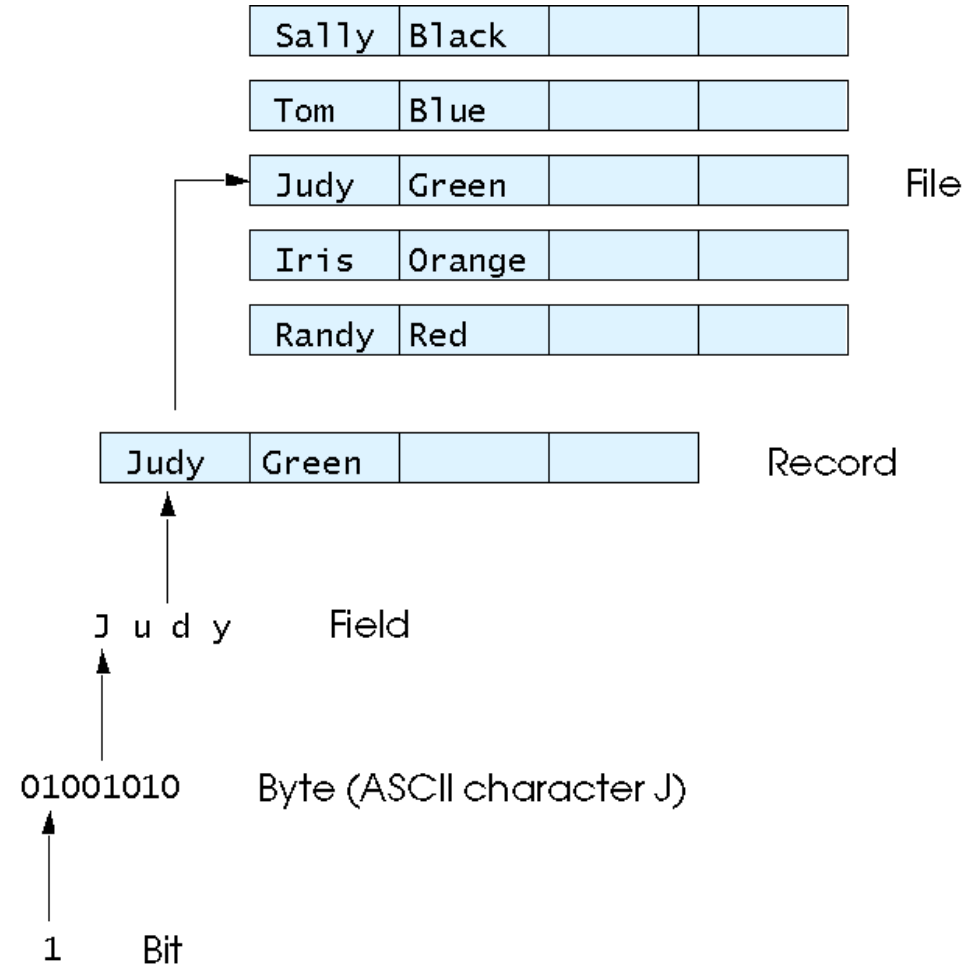 Sally Black
Tom Blue
Judy Green File
Iris Orange
Randy Red
Judy Green Record
J u d y Field
01001010 Byte (ASCII character J)
1 Bit